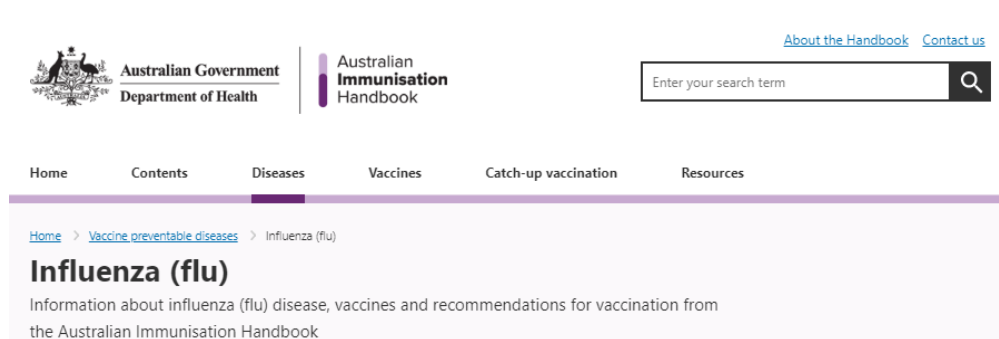 About the Handbook Contact us
Australian Government
Department of Health
Australian
Immunisation
Handbook
Enter your search term
Home Contents Diseases Vaccines Catch-up vaccination Resources
Home > Vaccine preventable diseases > Influenza (flu)
Influenza (flu)
Information about influenza (flu) disease, vaccines and recommendations for vaccination from
the Australian Immunisation Handbook